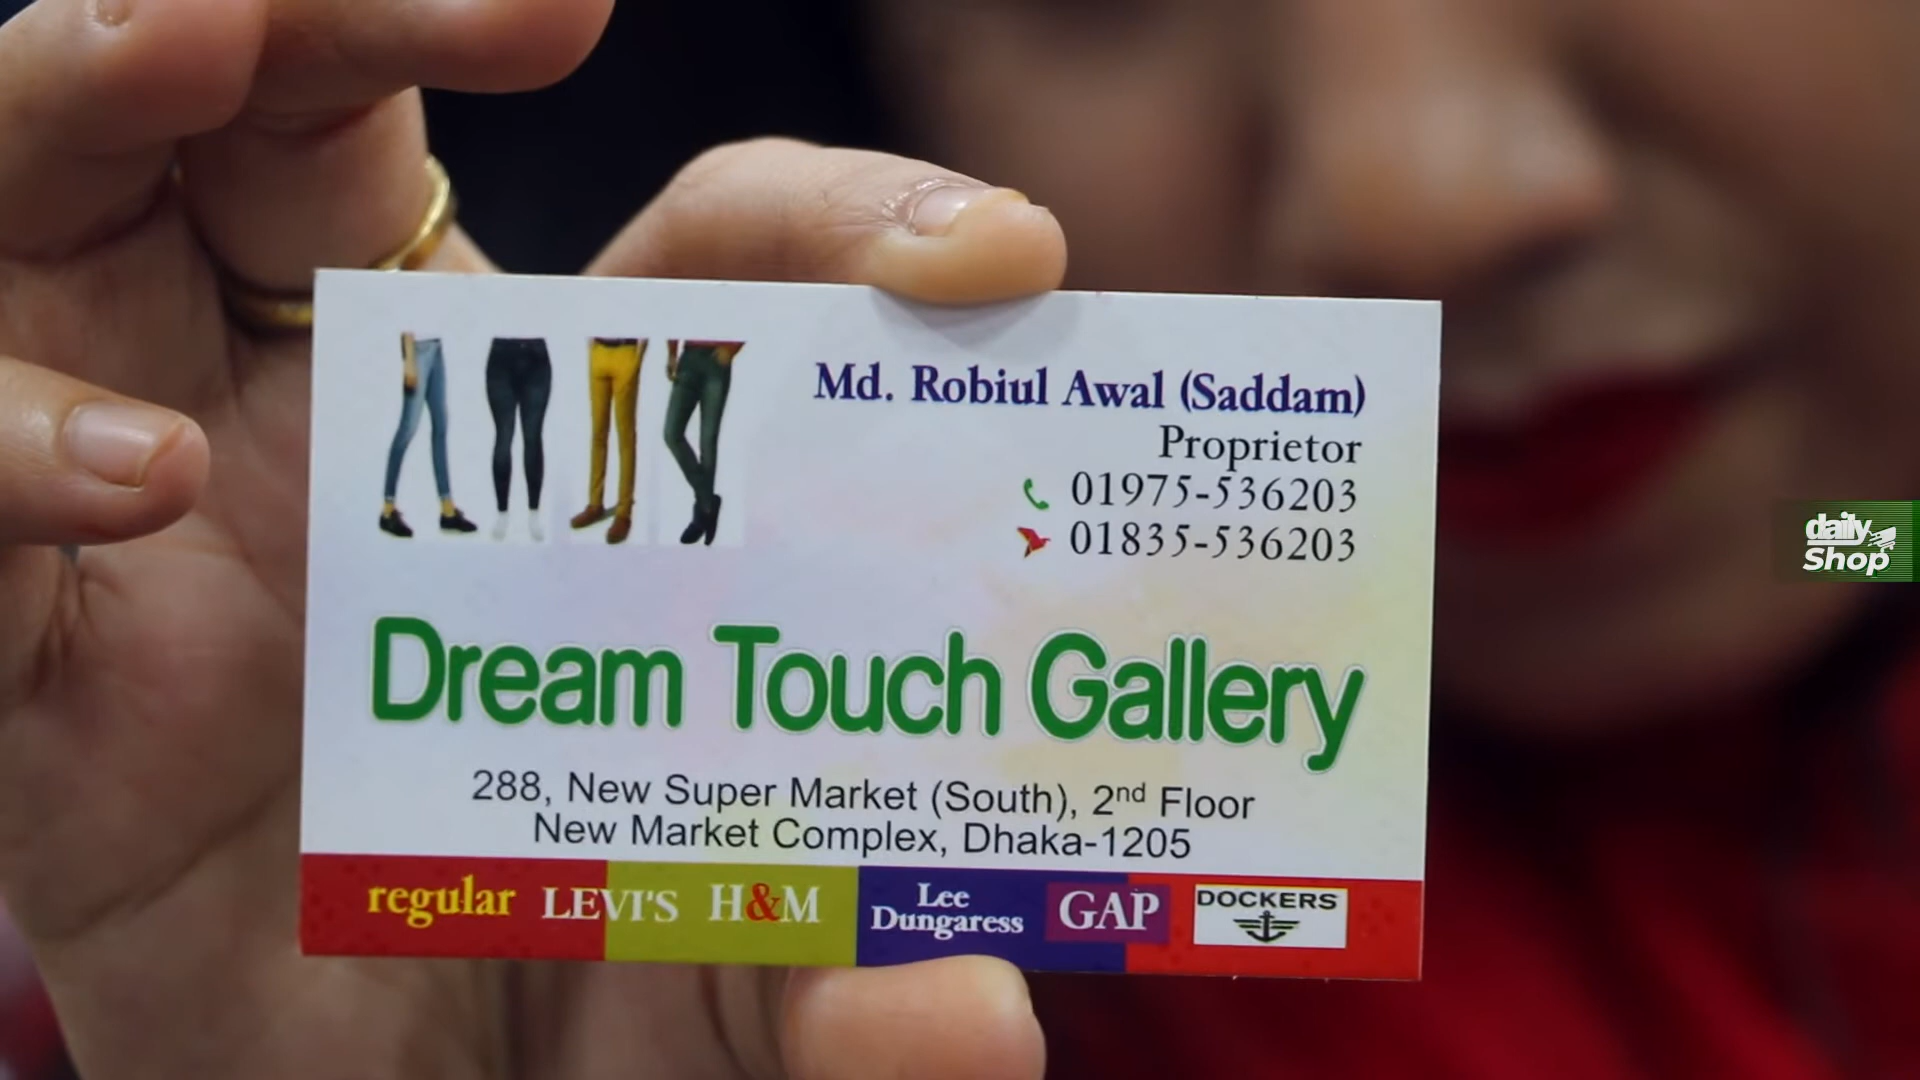 Md. Robiul Awal (Saddam)
Proprietor
01975-536203
01835-536203
Dream Touch Gallery
288, New Super Market (South), 2nd Floor
New Market Complex, Dhaka-1205
regular LEVI'S H&M Lee Dungaress GAP DOCKERS
daily
Shop